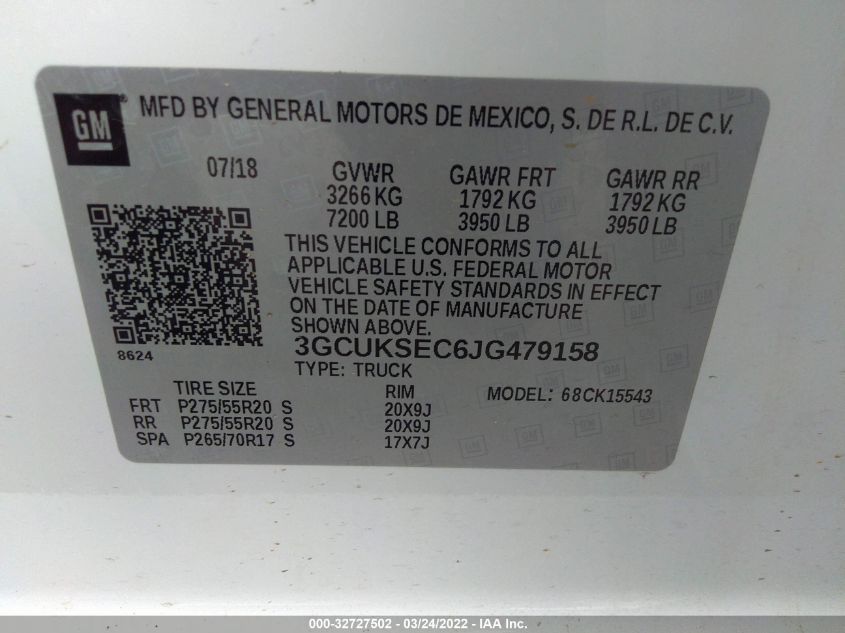 GM
MFD BY GENERAL MOTORS DE MEXICO, S. DE R.L. DE C.V.
07/18 GVWR GAWR FRT GAWR RR
3266 KG 1792 KG 1792 KG
7200 LB 3950 LB 3950 LB
THIS VEHICLE CONFORMS TO ALL
APPLICABLE U.S. FEDERAL MOTOR
VEHICLE SAFETY STANDARDS IN EFFECT
ON THE DATE OF MANUFACTURE
SHOWN ABOVE.
8624
3GCUKSEC6JG479158
TYPE: TRUCK
TIRE SIZE RIM MODEL: 68CK15543
FRT P275/55R20 S 20X9J
RR P275/55R20 S 20X9J
SPA P265/70R17 S 17X7J
000-32727502 - 03/24/2022 - IAA Inc.